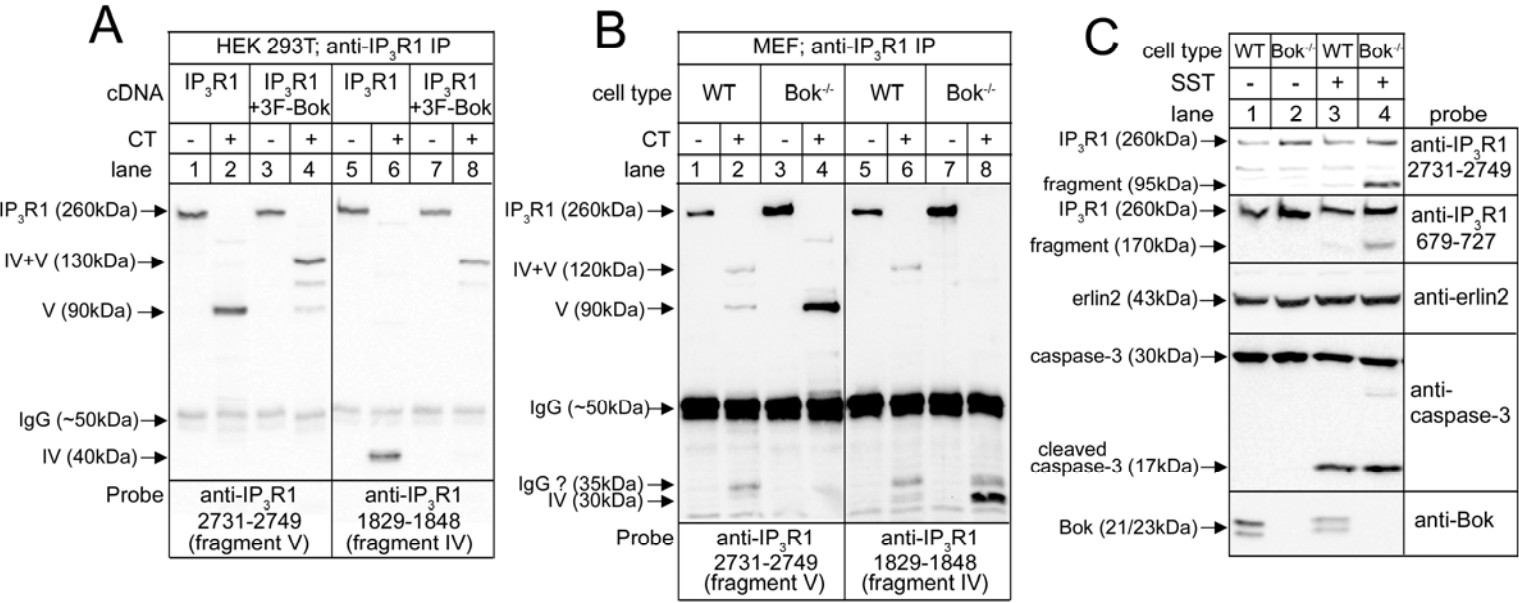 A
HEK 293T; anti-IP3R1 IP
cDNA
IP3R1
IP3R1
+3F-Bok
IP3R1
IP3R1
+3F-Bok
CT - + - + - + - +
lane 1 2 3 4 5 6 7 8
IP3R1 (260kDa)
IV+V (130kDa)
V (90kDa)
IgG (~50kDa)
IV (40kDa)
Probe
anti-IP3R1
2731-2749
(fragment V)
anti-IP3R1
1829-1848
(fragment IV)
B
MEF; anti-IP3R1 IP
cell type WT Bok-/- WT Bok-/-
CT - + - + - + - +
lane 1 2 3 4 5 6 7 8
IP3R1 (260kDa)
IV+V (120kDa)
V (90kDa)
IgG (~50kDa)
IgG ? (35kDa)
IV (30kDa)
Probe
anti-IP3R1
2731-2749
(fragment V)
anti-IP3R1
1829-1848
(fragment IV)
C
cell type WT Bok-/- WT Bok-/-
SST - - + +
lane 1 2 3 4 probe
IP3R1 (260kDa)
fragment (95kDa)
anti-IP3R1
2731-2749
IP3R1 (260kDa)
fragment (170kDa)
anti-IP3R1
679-727
erlin2 (43kDa)
anti-erlin2
caspase-3 (30kDa)
cleaved
caspase-3 (17kDa)
anti-
caspase-3
Bok (21/23kDa)
anti-Bok